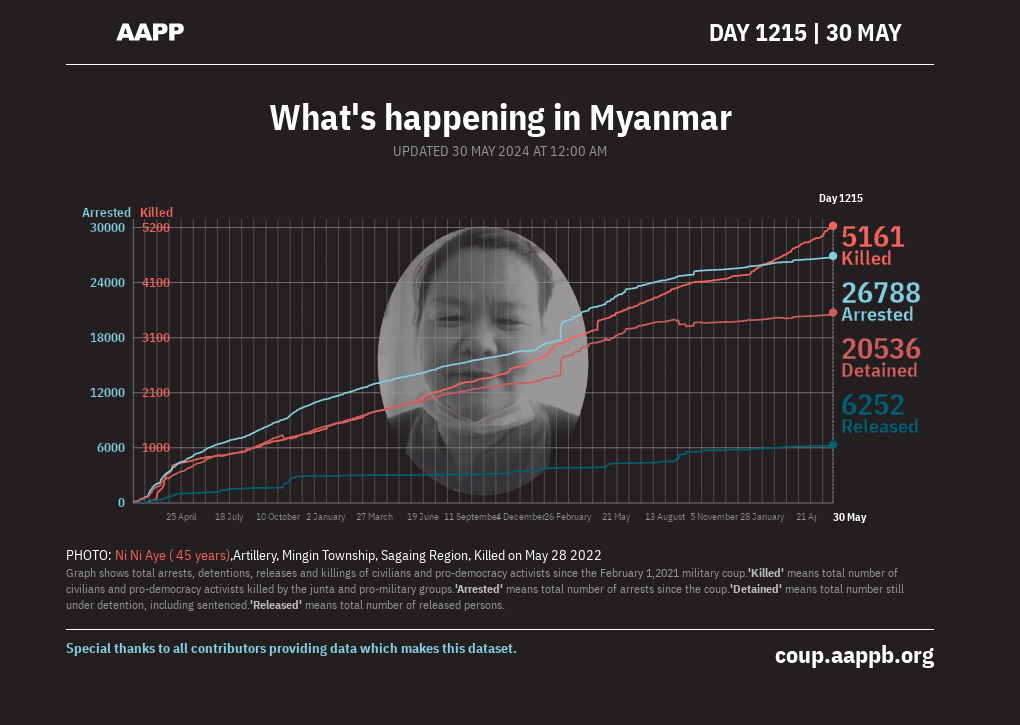 AAPP
DAY 1215 | 30 MAY
What's happening in Myanmar
UPDATED 30 MAY 2024 AT 12:00 AM
Day 1215
Arrested Killed
30000 5200
24000 4100
18000 3100
12000 2100
6000 1000
0
5161
Killed
26788
Arrested
20536
Detained
6252
Released
25 April 18 July 10 October 2 January 27 March 19 June 11 September 4 December 26 February 21 May 13 August 5 November 28 January 21 Ap 30 May
PHOTO: Ni Ni Aye ( 45 years),Artillery, Mingin Township, Sagaing Region, Killed on May 28 2022
Graph shows total arrests, detentions, releases and killings of civilians and pro-democracy activists since the February 1,2021 military coup.'Killed' means total number of
civilians and pro-democracy activists killed by the junta and pro-military groups.'Arrested' means total number of arrests since the coup.'Detained' means total number still
under detention, including sentenced.'Released' means total number of released persons.
Special thanks to all contributors providing data which makes this dataset.
coup.aappb.org